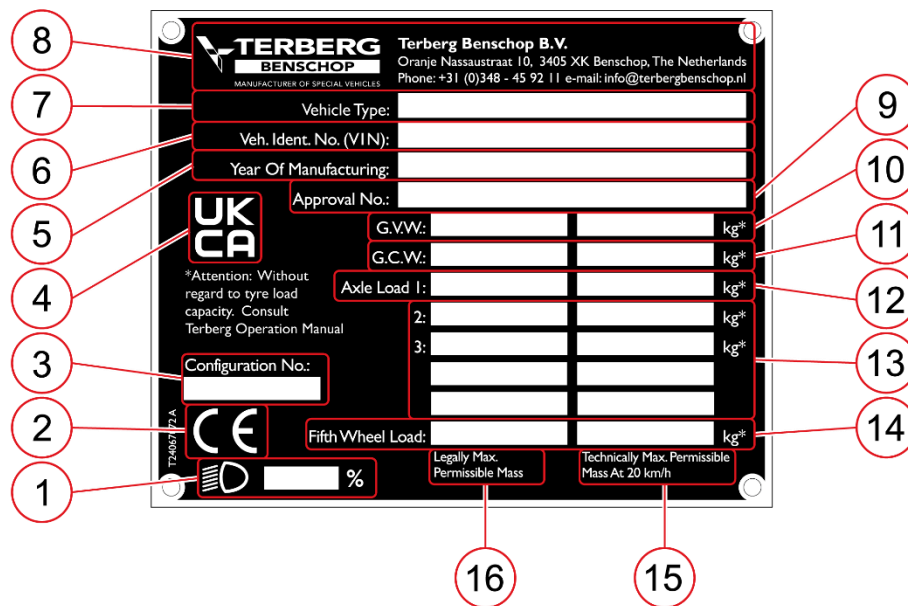 8
TERBERG
BENSCHOP
MANUFACTURER OF SPECIAL VEHICLES
Terberg Benschop B.V.
Oranje Nassaustraat 10, 3405 XK Benschop, The Netherlands
Phone: +31 (0)348 - 45 92 11 e-mail: info@terbergbenschop.nl
7
Vehicle Type:
6
Veh. Ident. No. (VIN):
9
5
Year Of Manufacturing:
Approval No.:
10
4
UK
CA
G.V.W.: kg*
11
G.C.W.: kg*
*Attention: Without
regard to tyre load
capacity. Consult
Terberg Operation Manual
Axle Load 1: kg*
12
2: kg*
3: kg*
13
3
Configuration No.:
2
CE
Fifth Wheel Load: kg*
14
1
%
Legally Max.
Permissible Mass
Technically Max. Permissible
Mass At 20 km/h
16
15